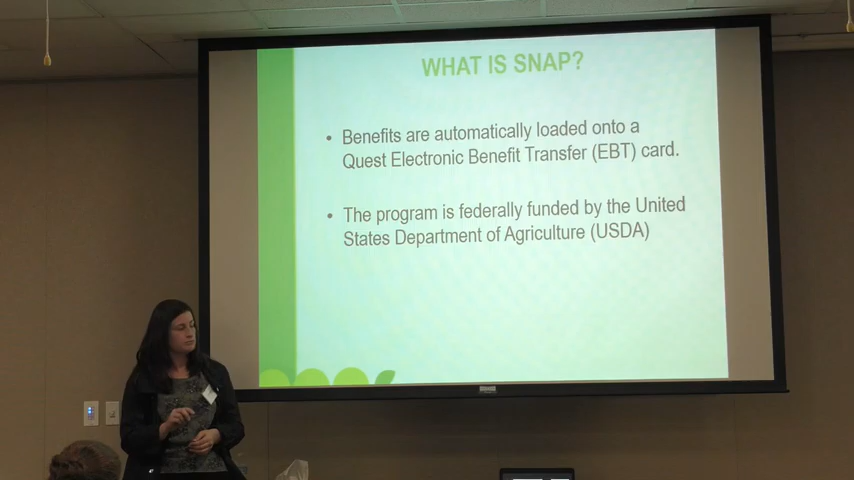 WHAT IS SNAP?
• Benefits are automatically loaded onto a
Quest Electronic Benefit Transfer (EBT) card.
• The program is federally funded by the United
States Department of Agriculture (USDA)